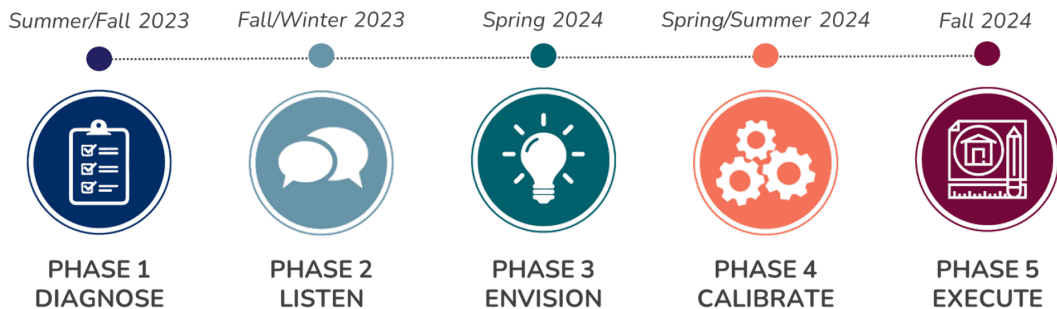 Summer/Fall 2023
Fall/Winter 2023
Spring 2024
Spring/Summer 2024
Fall 2024
PHASE 1
DIAGNOSE
PHASE 2
LISTEN
PHASE 3
ENVISION
PHASE 4
CALIBRATE
PHASE 5
EXECUTE